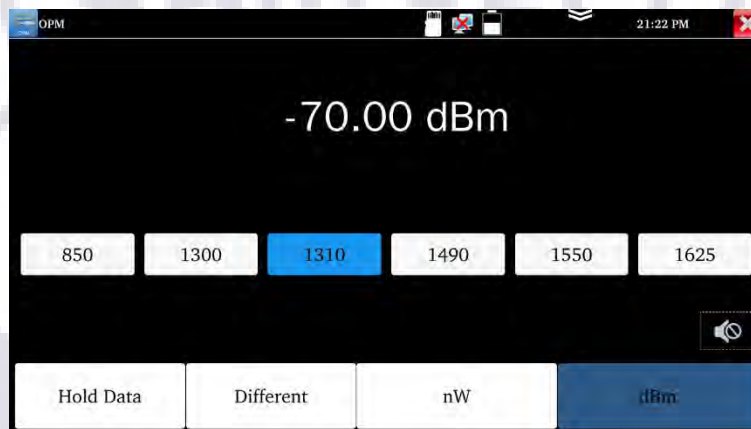 OPM
21:22 PM
-70.00 dBm
850 1300 1310 1490 1550 1625
Hold Data Different nW dBm